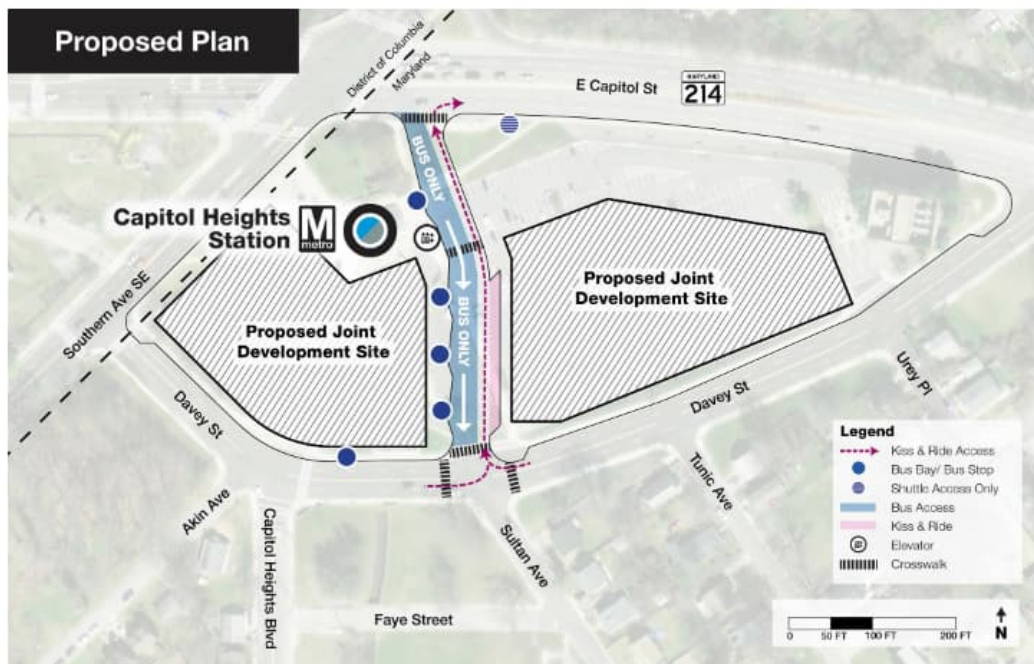 Proposed Plan
District of Columbia
Maryland
E Capitol St
MARYLAND
214
BUS ONLY
Capitol Heights
Station
M
metro
Southern Ave SE
Proposed Joint
Development Site
BUS ONLY
Proposed Joint
Development Site
Davey St
Davey St
Urey Pl
Akin Ave
Capitol Heights Blvd
Sultan Ave
Tunic Ave
Faye Street
Legend
Kiss & Ride Access
Bus Bay/ Bus Stop
Shuttle Access Only
Bus Access
Kiss & Ride
Elevator
Crosswalk
0 50 FT 100 FT 200 FT
N